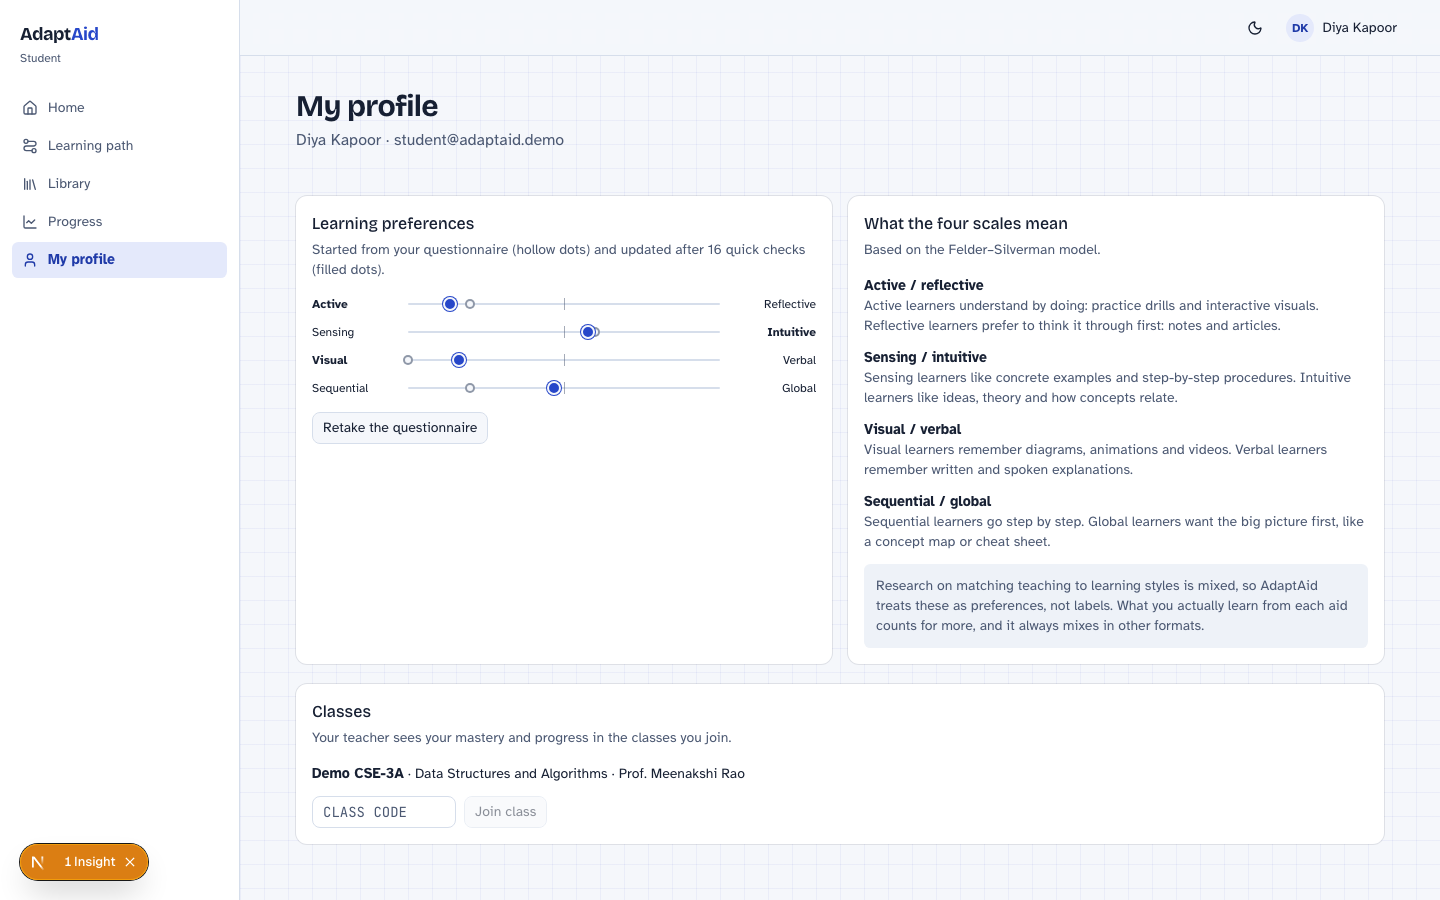 AdaptAid
Student
Home
Learning path
Library
Progress
My profile
DK
Diya Kapoor
My profile
Diya Kapoor · student@adaptaid.demo
Learning preferences
Started from your questionnaire (hollow dots) and updated after 16 quick checks
(filled dots).
Active
Reflective
Sensing
Intuitive
Visual
Verbal
Sequential
Global
Retake the questionnaire
What the four scales mean
Based on the Felder–Silverman model.
Active / reflective
Active learners understand by doing: practice drills and interactive visuals.
Reflective learners prefer to think it through first: notes and articles.
Sensing / intuitive
Sensing learners like concrete examples and step-by-step procedures. Intuitive
learners like ideas, theory and how concepts relate.
Visual / verbal
Visual learners remember diagrams, animations and videos. Verbal learners
remember written and spoken explanations.
Sequential / global
Sequential learners go step by step. Global learners want the big picture first, like
a concept map or cheat sheet.
Research on matching teaching to learning styles is mixed, so AdaptAid
treats these as preferences, not labels. What you actually learn from each aid
counts for more, and it always mixes in other formats.
Classes
Your teacher sees your mastery and progress in the classes you join.
Demo CSE-3A · Data Structures and Algorithms · Prof. Meenakshi Rao
CLASS CODE
Join class
N
1 Insight